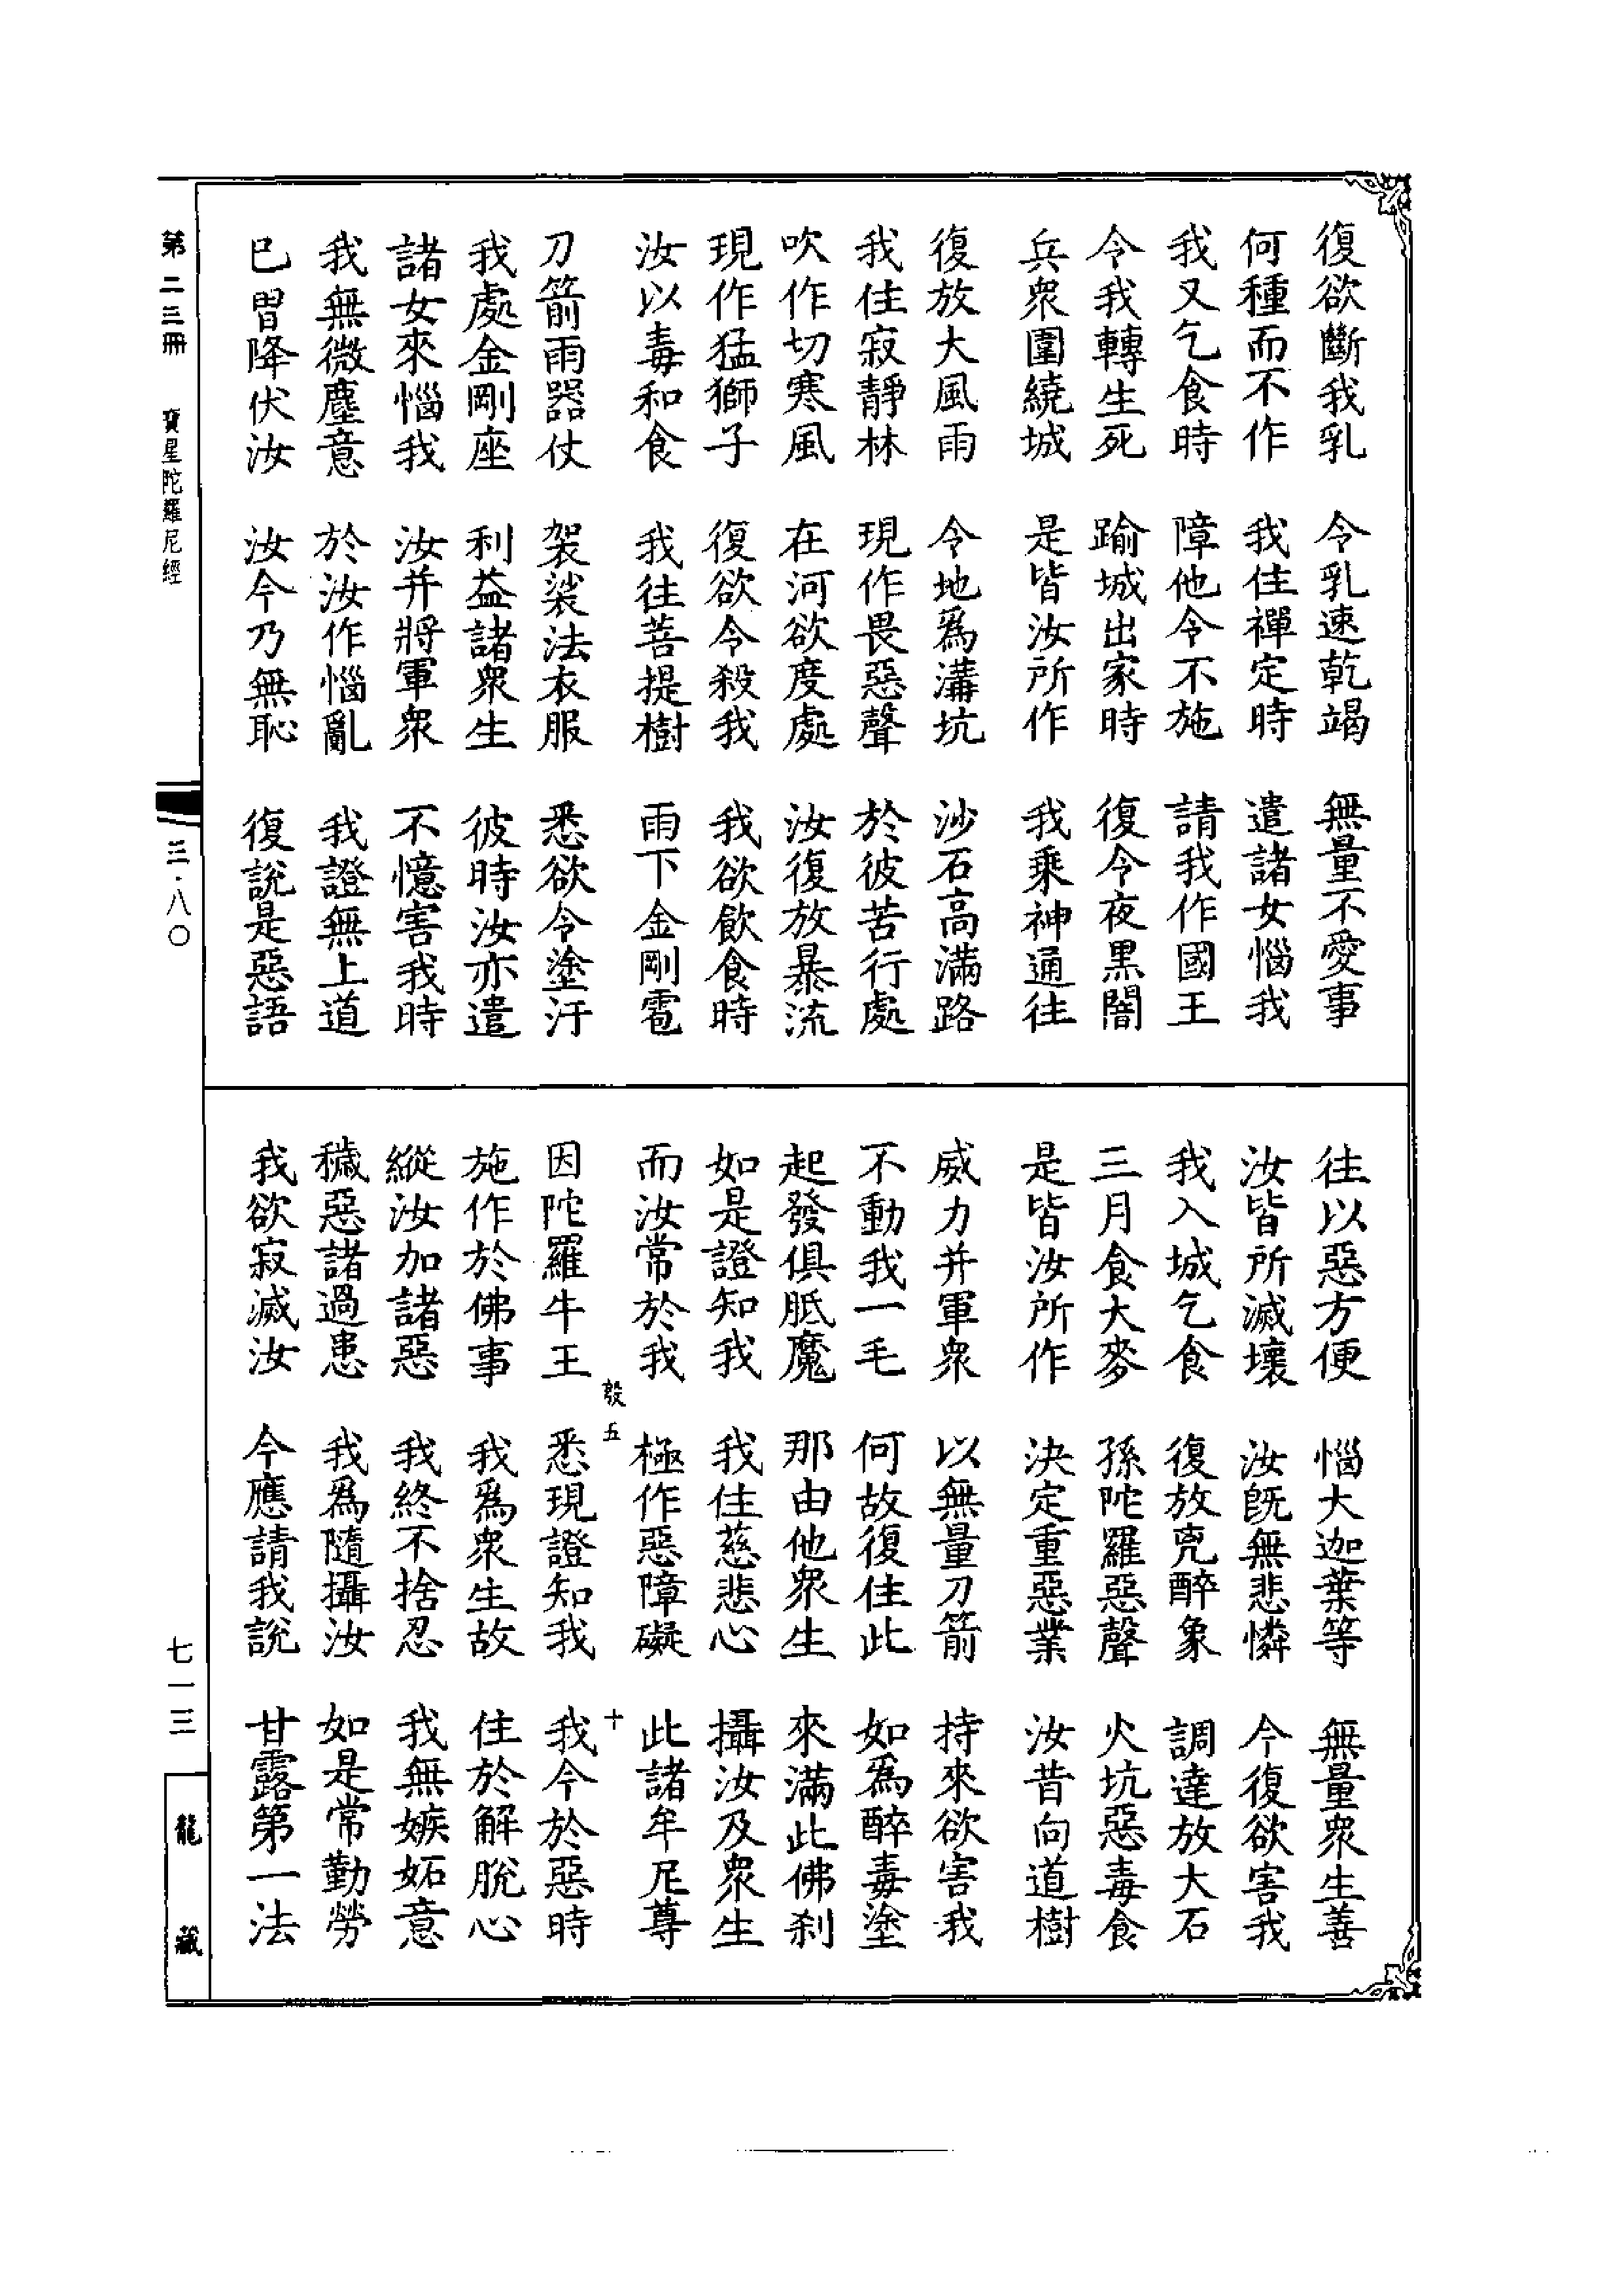 復欲斷我乳　令乳速乾竭　無量不愛事
何種而不作　我住禪定時　遣諸女惱我
我又乞食時　障他令不施　請我作國王
令我轉生死　踰城出家時　復令夜黒闇
兵衆圍繞城　是皆汝所作　我乘神通往
復放大風雨　令地爲溝坑　沙石高滿路
我住寂靜林　現作畏惡聲　於彼苦行處
吹作切寒風　在河欲度處　汝復放暴流
現作猛獅子　復欲令殺我　我欲飲食時
汝以毒和食　我往菩提樹　雨下金剛雹
刀箭雨器仗　袈裟法衣服　悉欲令塗汙
我處金剛座　利益諸衆生　彼時汝亦遣
諸女來惱我　汝并將軍衆　不憶害我時
我無微塵意　於汝作惱亂　我證無上道
已曽降伏汝　汝今乃無恥　復説是惡語
往以惡方便　惱大迦葉等　無量衆生善
汝皆所滅壞　汝旣無悲憐　今復欲害我
我入城乞食　復放兇醉象　調達放大石
三月食大麥　孫陀羅惡聲　火坑惡毒食
是皆汝所作　決定重惡業　汝昔向道樹
威力并軍衆　以無量刀箭　持來欲害我
不動我一毛　何故復住此　如爲醉毒塗
起發俱胝魔　那由他衆生　來滿此佛刹
如是證知我　我住慈悲心　攝汝及衆生
而汝常於我　極作惡障礙　此諸牟尼尊
毅五　十
因陀羅牛王　悉現證知我　我今於惡時
施作於佛事　我爲衆生故　住於解脫心
縱汝加諸惡　我終不捨忍　我無嫉妬意
穢惡諸過患　我爲隨攝汝　如是常勤勞
我欲寂滅汝　今應請我説　甘露第一法
第二三冊　寶星陀羅尼經　三·八〇　七一三　龍藏